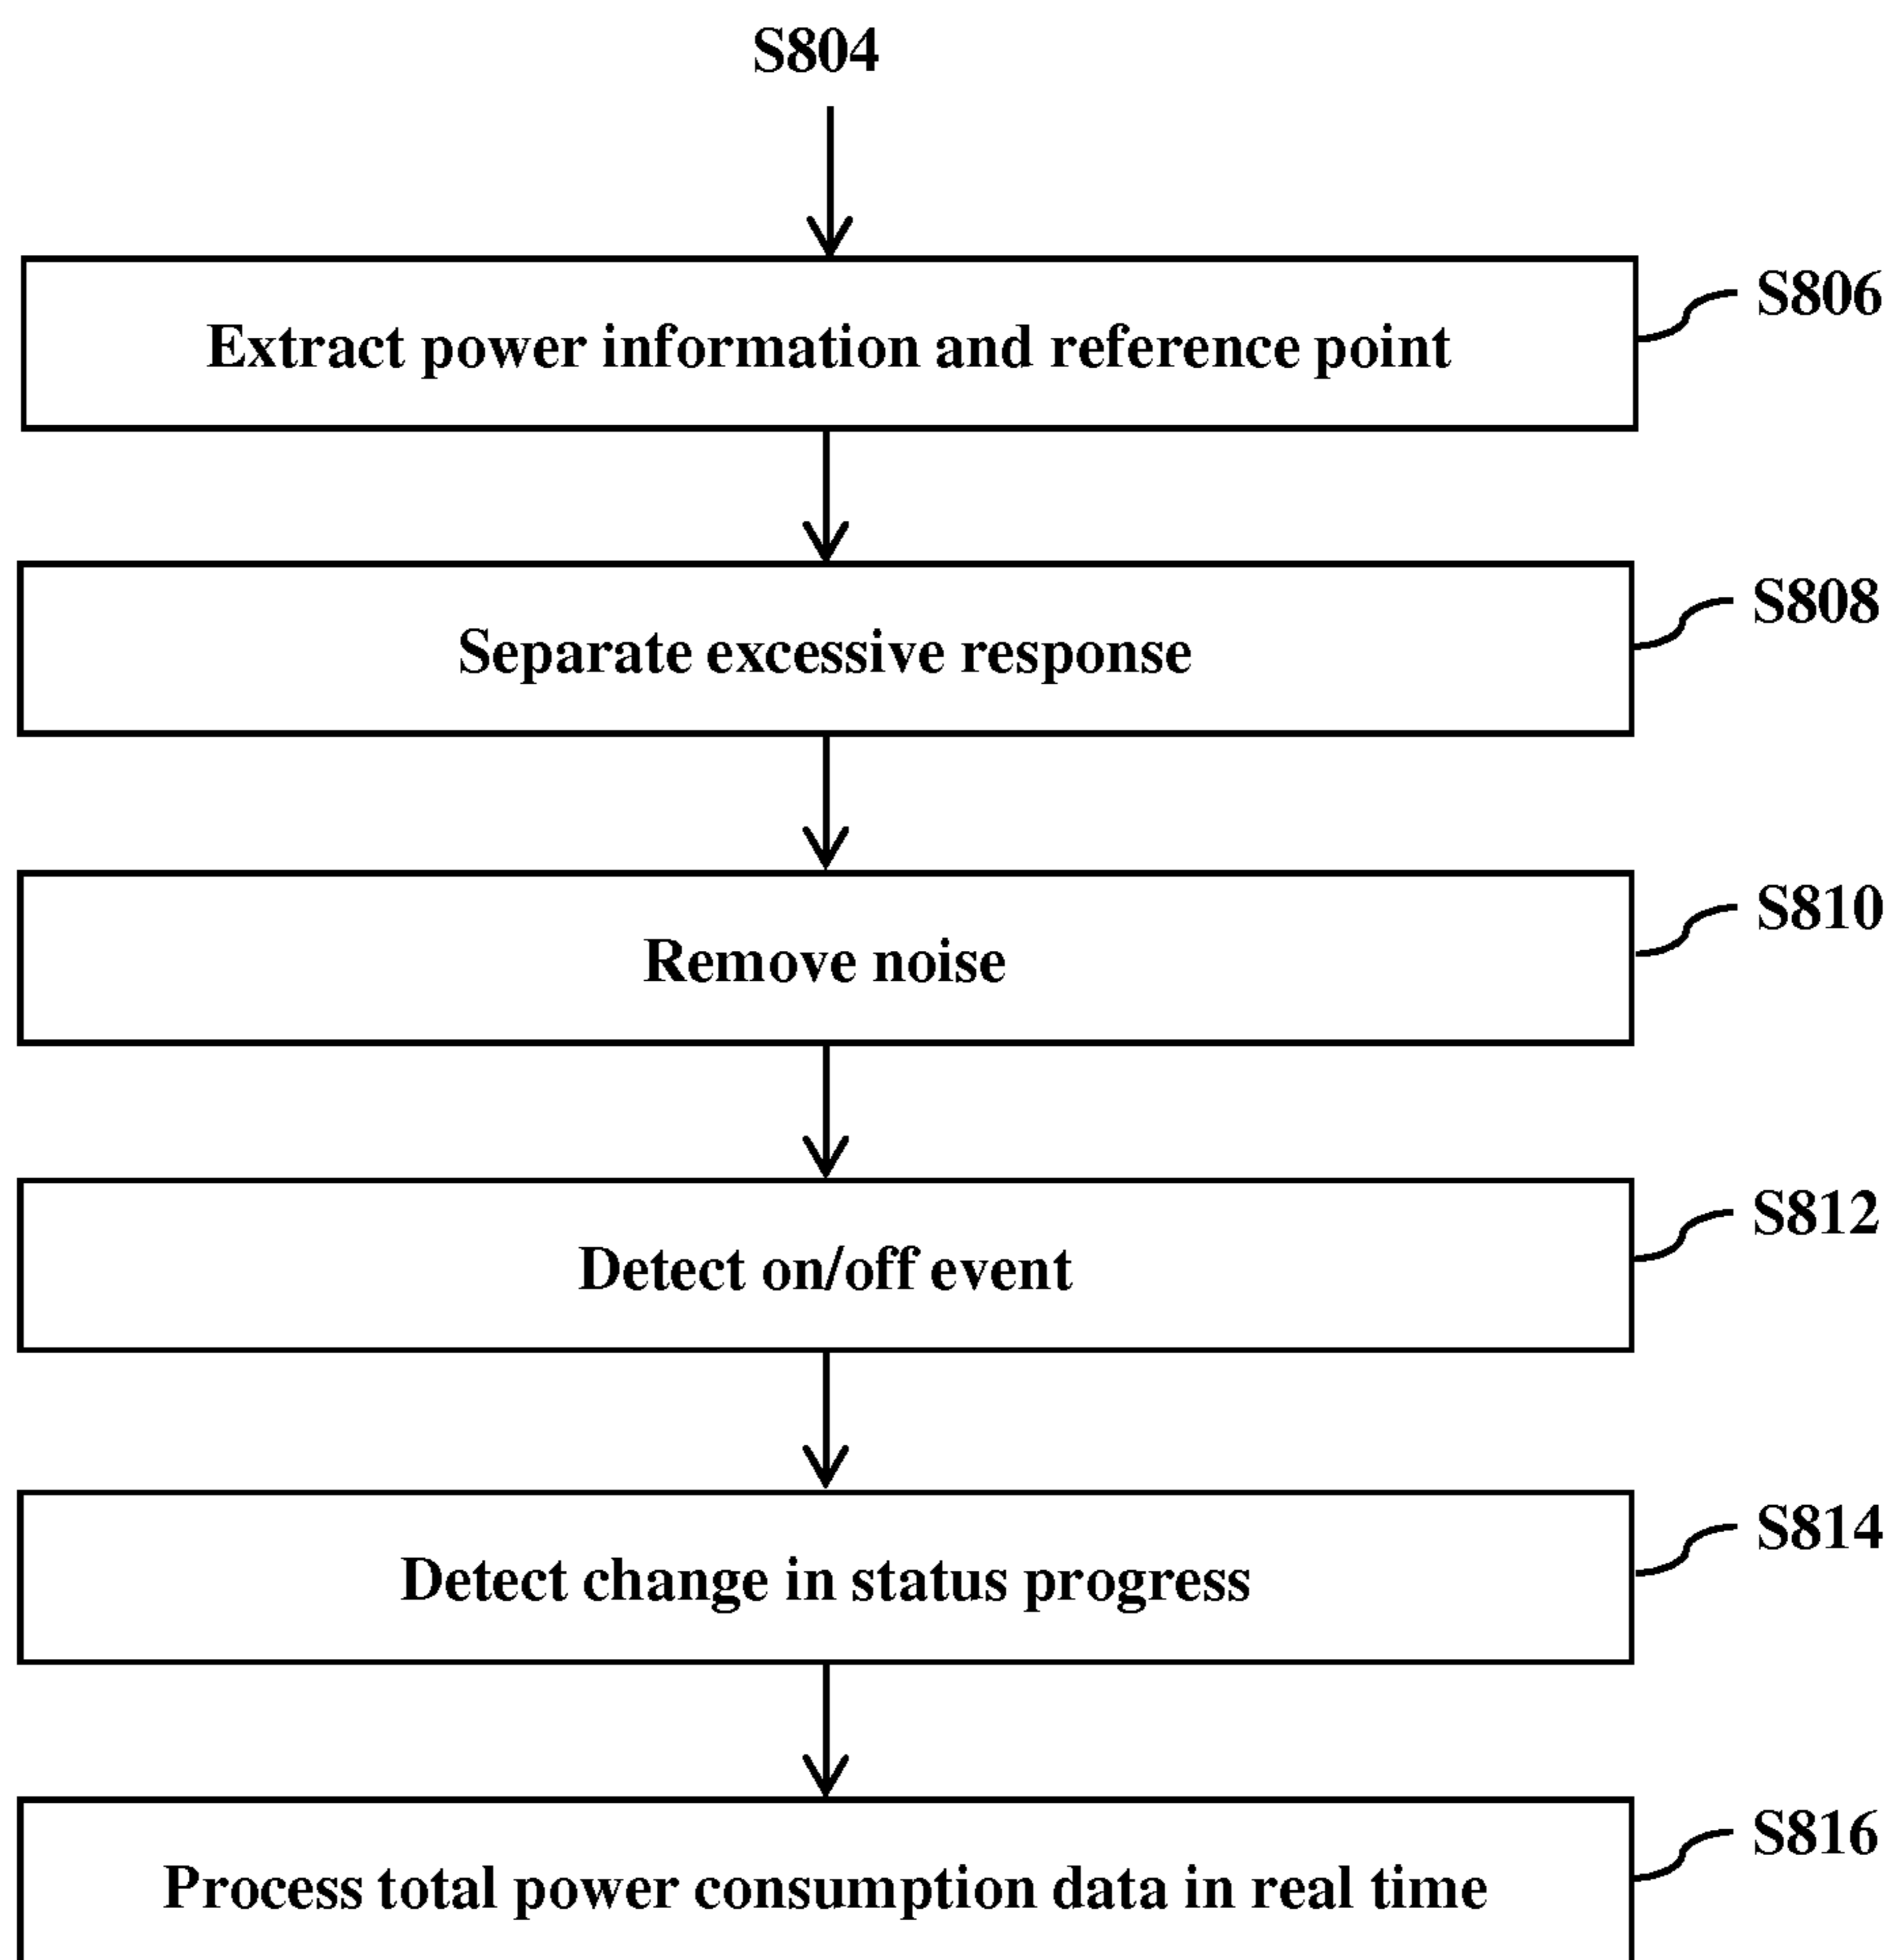 S804
Extract power information and reference point
S806
Separate excessive response
S808
Remove noise
S810
Detect on/off event
S812
Detect change in status progress
S814
Process total power consumption data in real time
S816